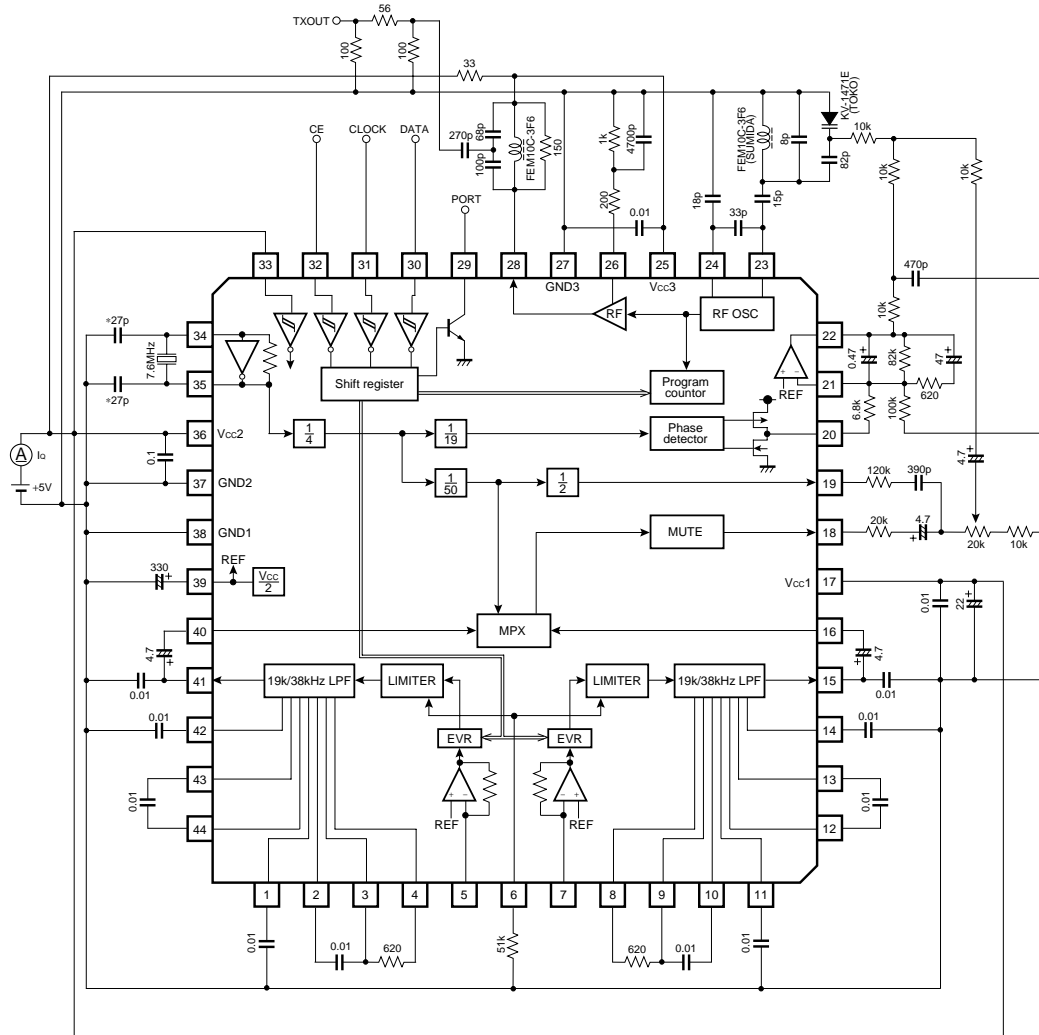 TXOUT
56
100
100
33
270p
68p
100p
FEM10C-3F6
150
1k
4700p
200
0.01
FEM10C-3F6
(SUMIDA)
8p
KV-1471E
(TOKO)
82p
10k
10k
10k
18p
33p
15p
CE
CLOCK
DATA
PORT
33
32
31
30
29
28
27
26
25
24
23
GND3
VCC3
470p
10k
RF
RF OSC
*27p
7.6MHz
*27p
34
35
36
37
38
39
40
41
42
43
44
Shift register
Program
countor
REF
+ −
22
21
20
19
18
17
16
15
14
13
12
0.47
+
82k
47
+
620
6.8k
100k
A
IQ
+5V
0.1
VCC2
GND2
GND1
1
4
1
19
1
50
1
2
Phase
detector
MUTE
120k
390p
4.7
+
20k
4.7
+
20k
10k
330
+
REF
VCC
2
VCC1
0.01
22
+
MPX
4.7
+
0.01
4.7
+
0.01
19k/38kHz LPF
LIMITER
LIMITER
19k/38kHz LPF
0.01
0.01
EVR
EVR
+ −
− +
REF
REF
0.01
0.01
1
2
3
4
5
6
7
8
9
10
11
0.01
0.01
620
51k
620
0.01
0.01